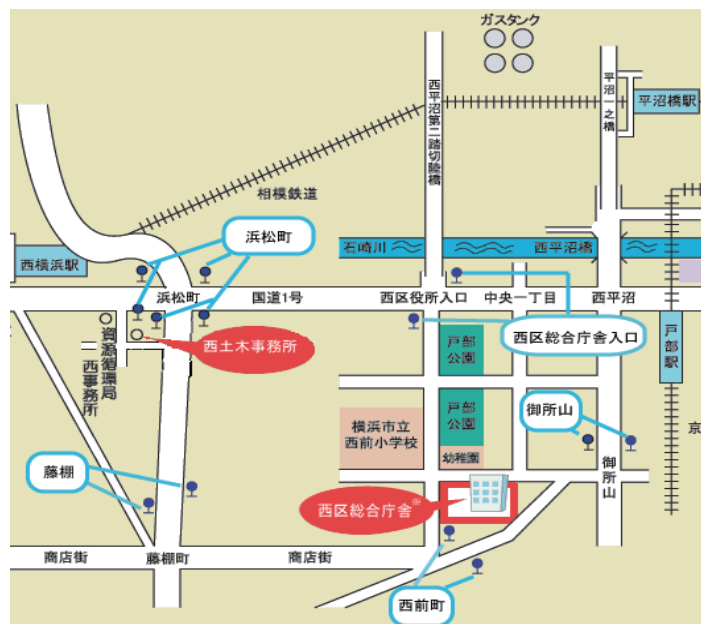 ガスタンク
西平沼第二踏切陸橋
平沼一之橋
平沼橋駅
相模鉄道
浜松町
石崎川
西平沼橋
西横浜駅
浜松町
国道1号
西区役所入口
中央一丁目
西平沼
資源循環局
西事務所
西土木事務所
西区総合庁舎入口
戸部
公園
戸部駅
戸部
公園
横浜市立
西前小学校
御所山
京
幼稚園
御所山
藤棚
西区総合庁舎※
商店街
藤棚町
商店街
西前町